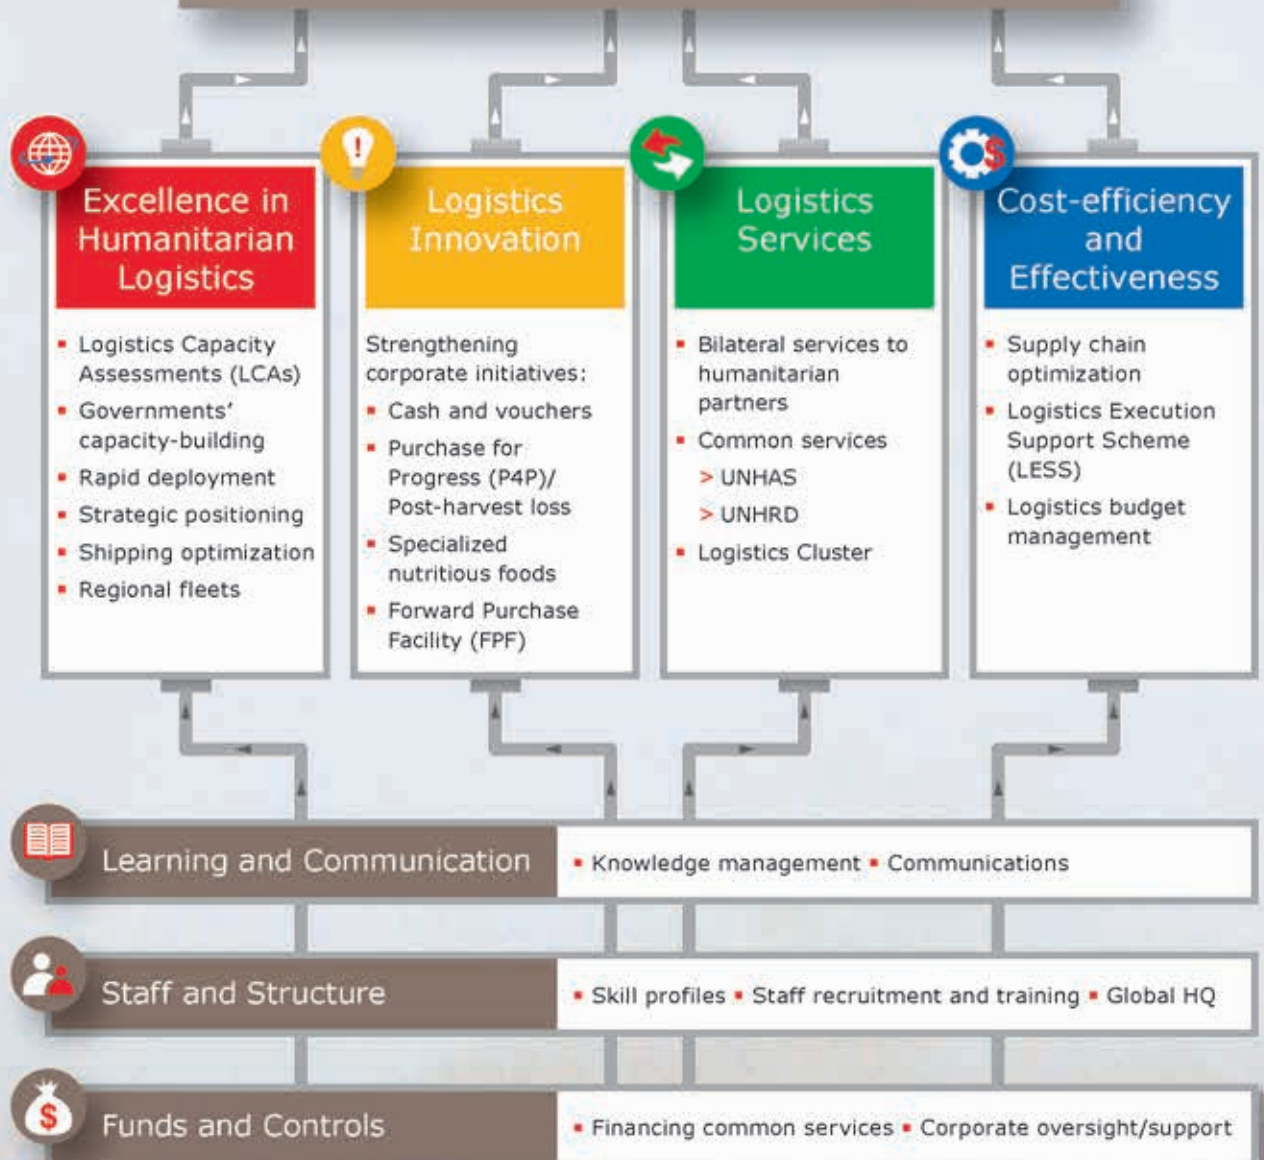 Excellence in
Humanitarian
Logistics
▪ Logistics Capacity
Assessments (LCAs)
▪ Governments’
capacity-building
▪ Rapid deployment
▪ Strategic positioning
▪ Shipping optimization
▪ Regional fleets
Logistics
Innovation
Strengthening
corporate initiatives:
▪ Cash and vouchers
▪ Purchase for
Progress (P4P)/
Post-harvest loss
▪ Specialized
nutritious foods
▪ Forward Purchase
Facility (FPF)
Logistics
Services
▪ Bilateral services to
humanitarian
partners
▪ Common services
> UNHAS
> UNHRD
▪ Logistics Cluster
Cost-efficiency
and
Effectiveness
▪ Supply chain
optimization
▪ Logistics Execution
Support Scheme
(LESS)
▪ Logistics budget
management
Learning and Communication ▪ Knowledge management ▪ Communications
Staff and Structure ▪ Skill profiles ▪ Staff recruitment and training ▪ Global HQ
Funds and Controls ▪ Financing common services ▪ Corporate oversight/support